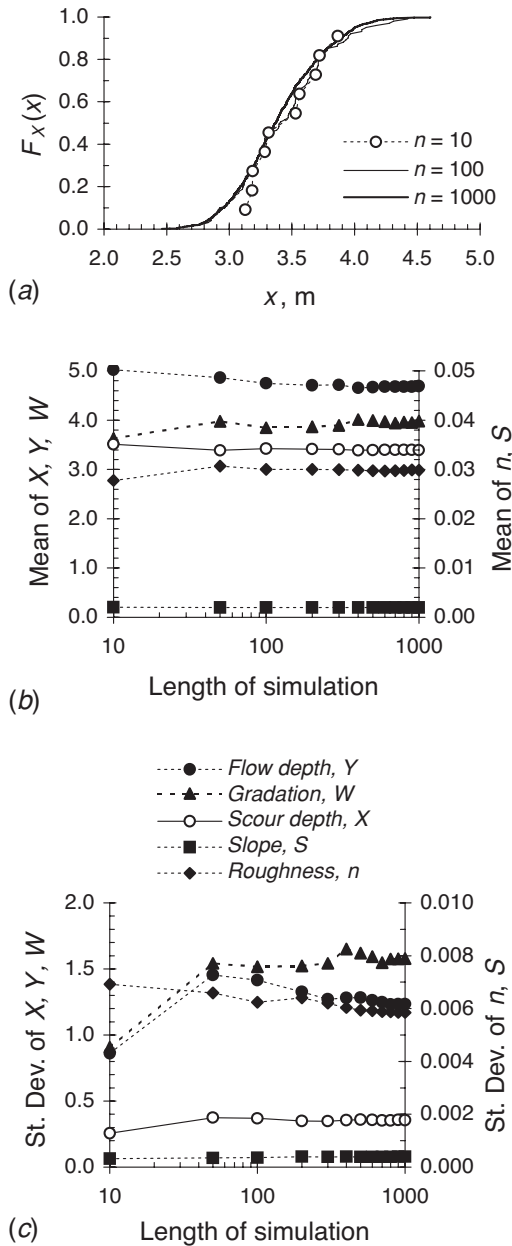 1.0
0.8
0.6
0.4
0.2
0.0
F_X(x)
n = 10
n = 100
n = 1000
2.0 2.5 3.0 3.5 4.0 4.5 5.0
x, m
(a)
5.0
4.0
3.0
2.0
1.0
0.0
Mean of X, Y, W
0.05
0.04
0.03
0.02
0.01
0.00
Mean of n, S
10 100 1000
Length of simulation
(b)
Flow depth, Y
Gradation, W
Scour depth, X
Slope, S
Roughness, n
2.0
1.5
1.0
0.5
0.0
St. Dev. of X, Y, W
0.010
0.008
0.006
0.004
0.002
0.000
St. Dev. of n, S
10 100 1000
Length of simulation
(c)